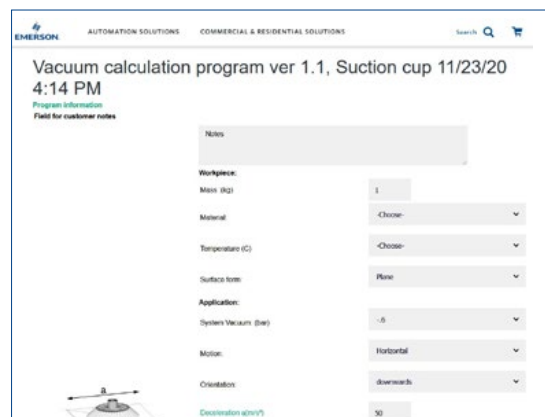 EMERSON
AUTOMATION SOLUTIONS COMMERCIAL & RESIDENTIAL SOLUTIONS Search
Vacuum calculation program ver 1.1, Suction cup 11/23/20
4:14 PM
Program information
Field for customer notes
Notes
Workpiece:
Mass (kg) 1
Material: -Choose-
Temperature (C) -Choose-
Surface form: Plane
Application:
System Vacuum: (bar) -.6
Motion: Horizontal
Orientation: downwards
a
Deceleration a(m/s²) 50